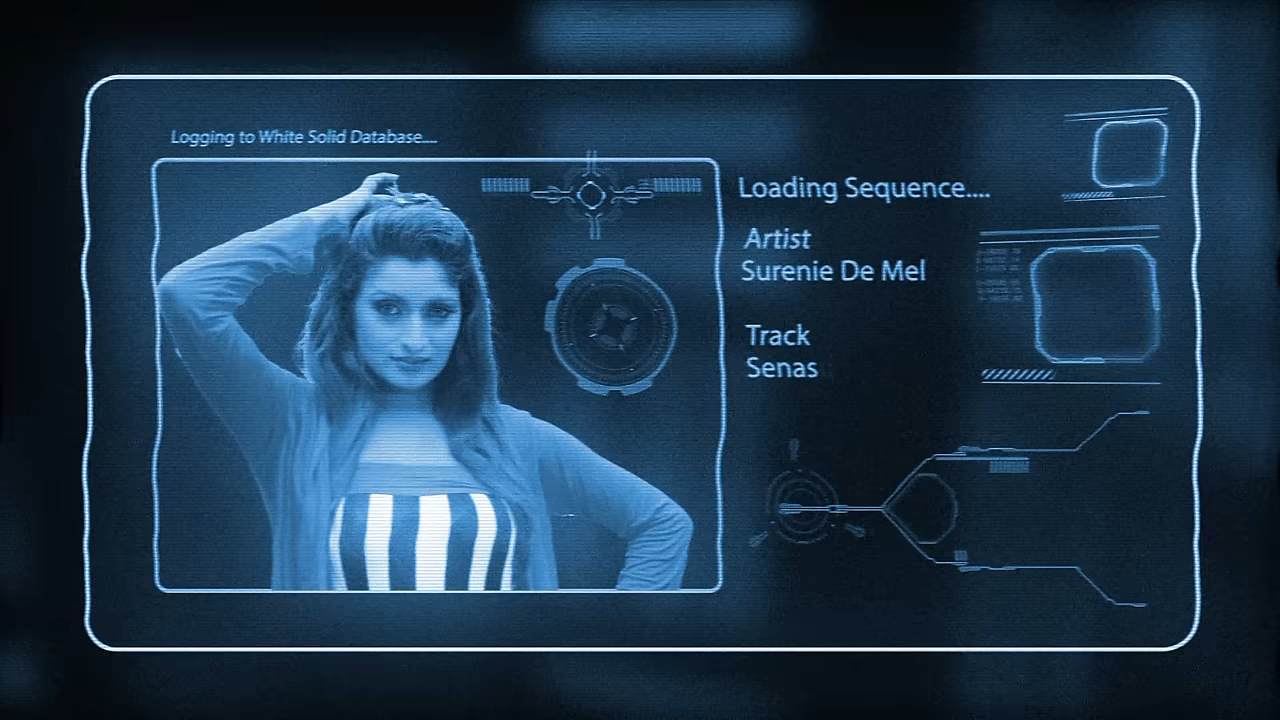 Logging to White Solid Database....
Loading Sequence....
Artist
Surenie De Mel
Track
Senas